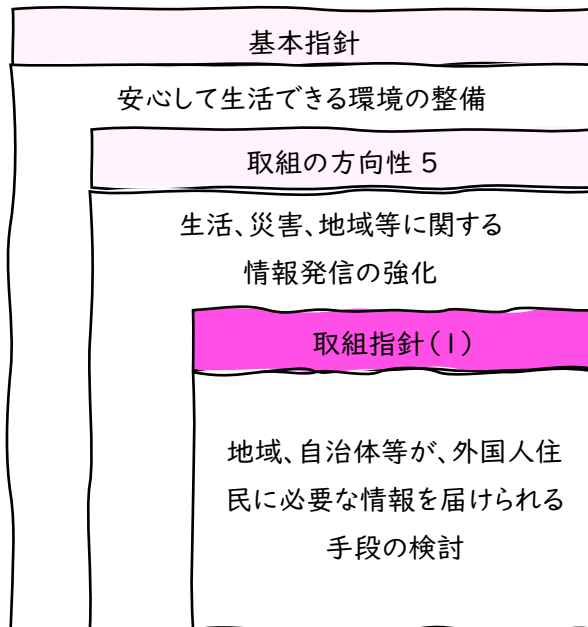 基本指針
安心して生活できる環境の整備
取組の方向性 5
生活、災害、地域等に関する
情報発信の強化
取組指針(1)
地域、自治体等が、外国人住
民に必要な情報を届けられる
手段の検討